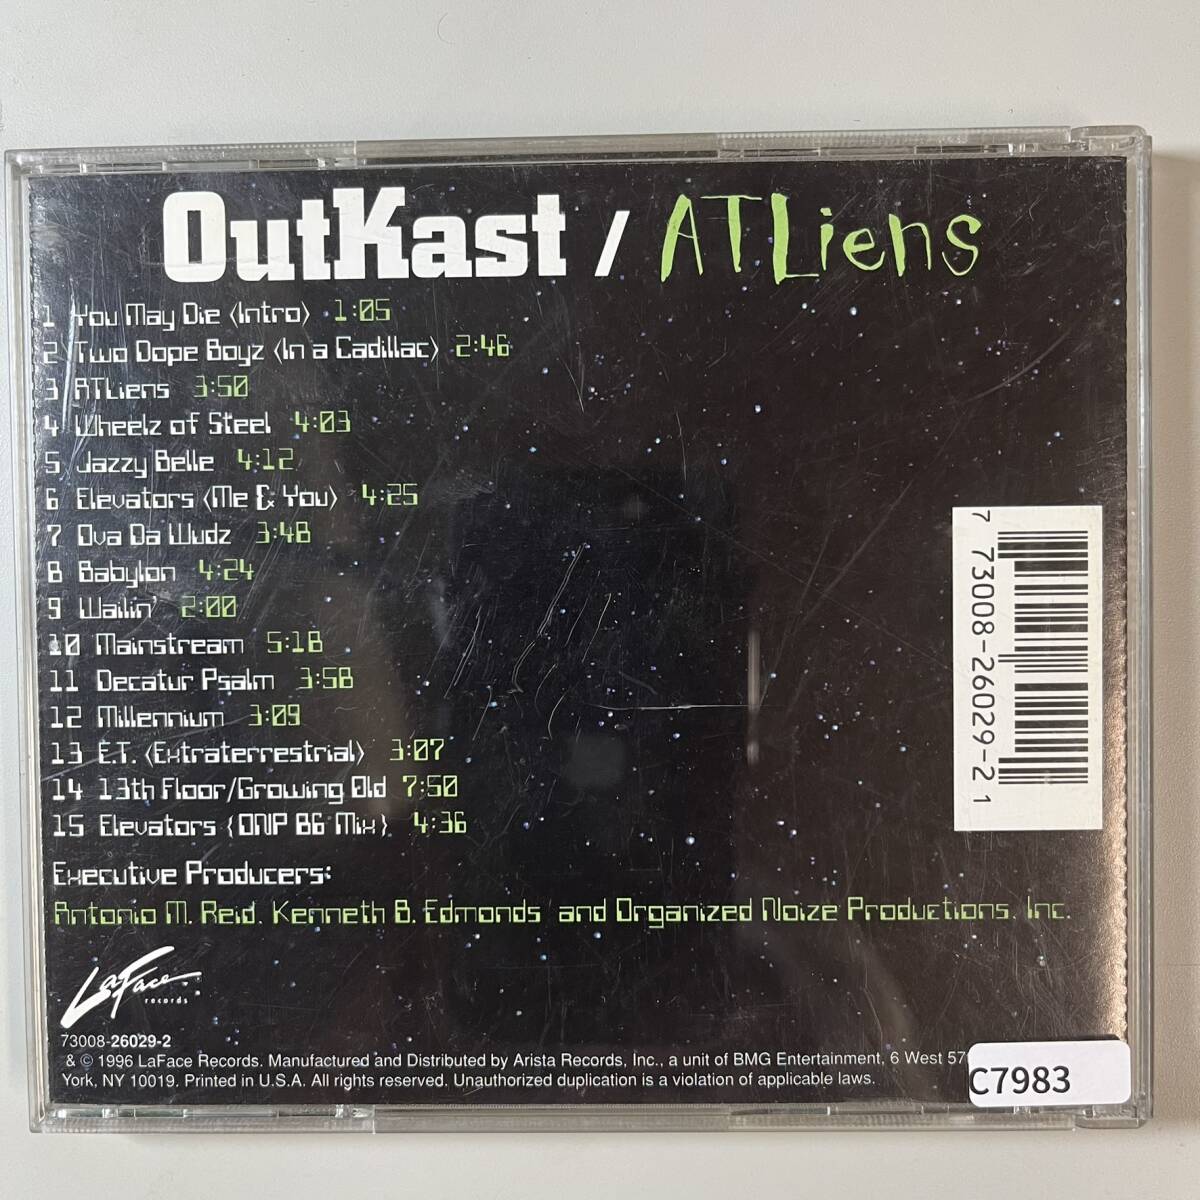 OutKast / ATLiens
1 You May Die (Intro) 1:05
2 Two Dope Boyz (In a Cadillac) 2:46
3 ATLiens 3:50
4 Wheelz of Steel 4:03
5 Jazzy Belle 4:12
6 Elevators (Me & You) 4:25
7 Ova Da Wudz 3:48
8 Babylon 4:24
9 Wailin' 2:00
10 Mainstream 5:18
11 Decatur Psalm 3:58
12 Millennium 3:09
13 E.T. (Extraterrestrial) 3:07
14 13th Floor/Growing Old 7:50
15 Elevators {ONP 86 Mix} 4:36
Executive Producers:
Antonio M. Reid, Kenneth B. Edmonds and Organized Noize Productions, Inc.
7 73008-26029-2 1
LaFace
records
73008-26029-2
& © 1996 LaFace Records. Manufactured and Distributed by Arista Records, Inc., a unit of BMG Entertainment, 6 West
York, NY 10019. Printed in U.S.A. All rights reserved. Unauthorized duplication is a violation of applicable laws.
C7983